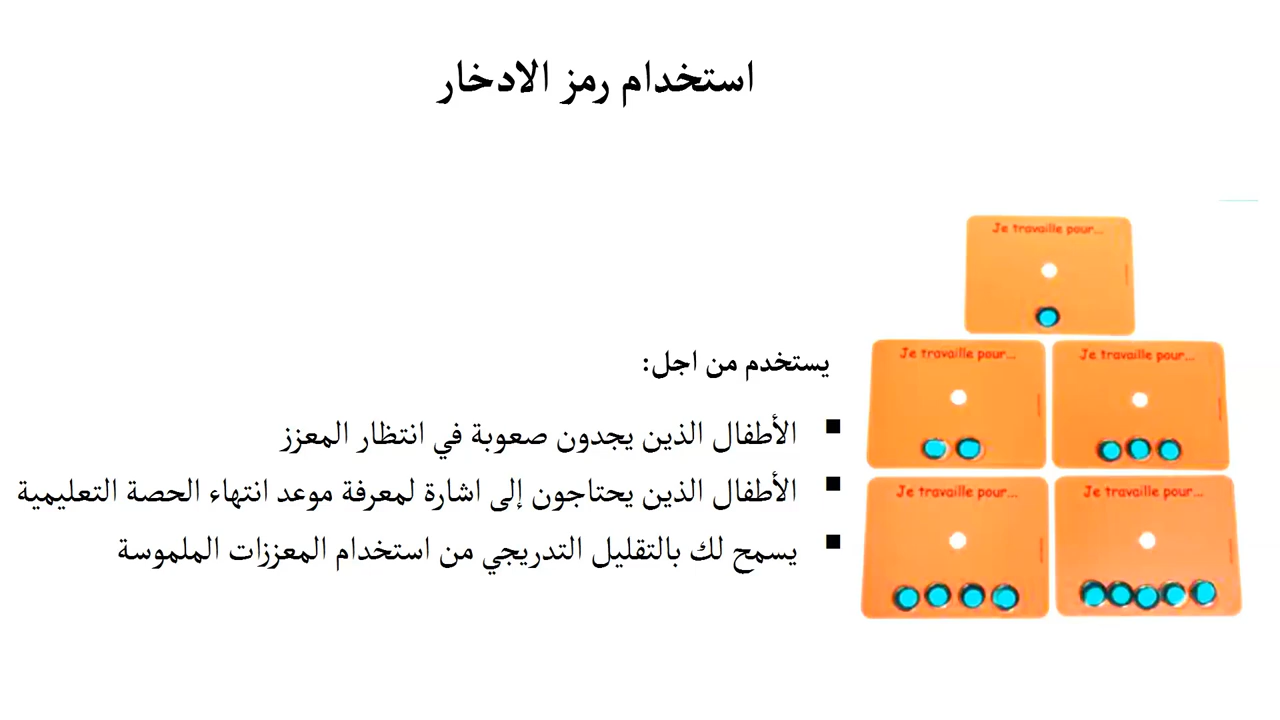 استخدام رمز الادخار
Je travaille pour...
يستخدم من اجل:
Je travaille pour...
Je travaille pour...
الأطفال الذين يجدون صعوبة في انتظار المعزز
الأطفال الذين يحتاجون إلى اشارة لمعرفة موعد انتهاء الحصة التعليمية
Je travaille pour...
Je travaille pour...
يسمح لك بالتقليل التدريجي من استخدام المعززات الملموسة